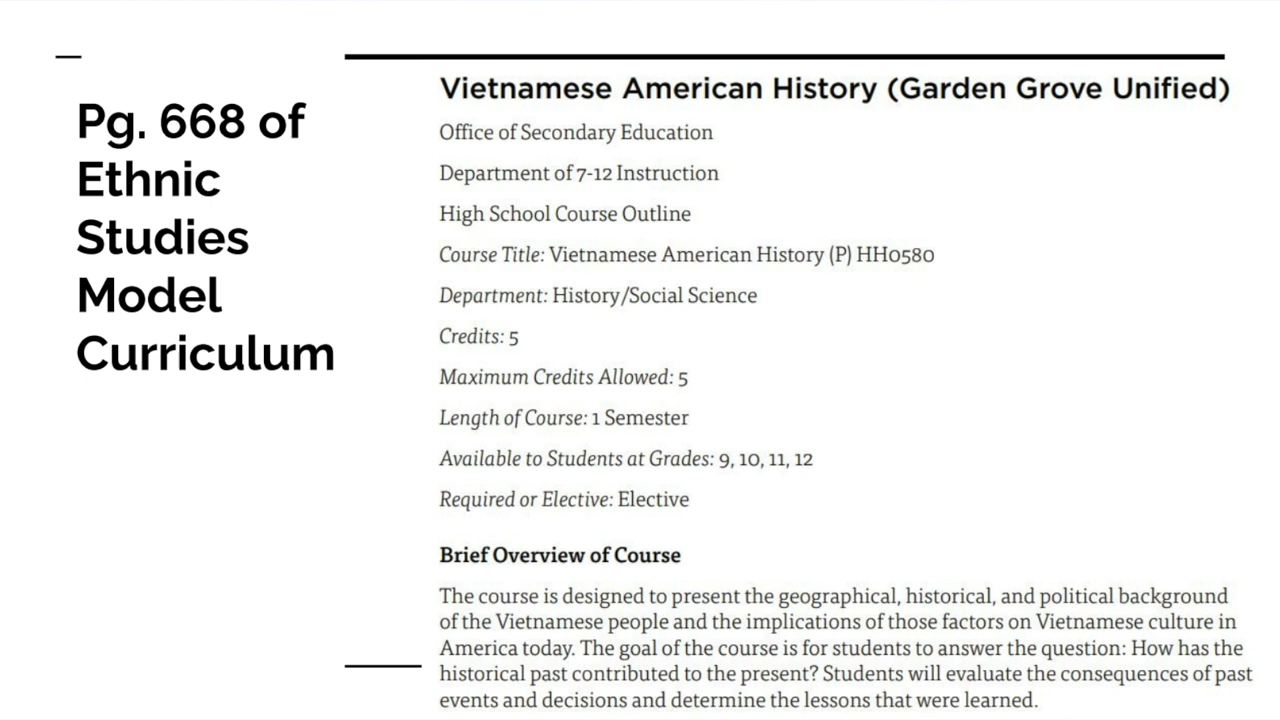 Pg. 668 of
Ethnic
Studies
Model
Curriculum
Vietnamese American History (Garden Grove Unified)
Office of Secondary Education
Department of 7-12 Instruction
High School Course Outline
Course Title: Vietnamese American History (P) HH0580
Department: History/Social Science
Credits: 5
Maximum Credits Allowed: 5
Length of Course: 1 Semester
Available to Students at Grades: 9, 10, 11, 12
Required or Elective: Elective
Brief Overview of Course
The course is designed to present the geographical, historical, and political background
of the Vietnamese people and the implications of those factors on Vietnamese culture in
America today. The goal of the course is for students to answer the question: How has the
historical past contributed to the present? Students will evaluate the consequences of past
events and decisions and determine the lessons that were learned.